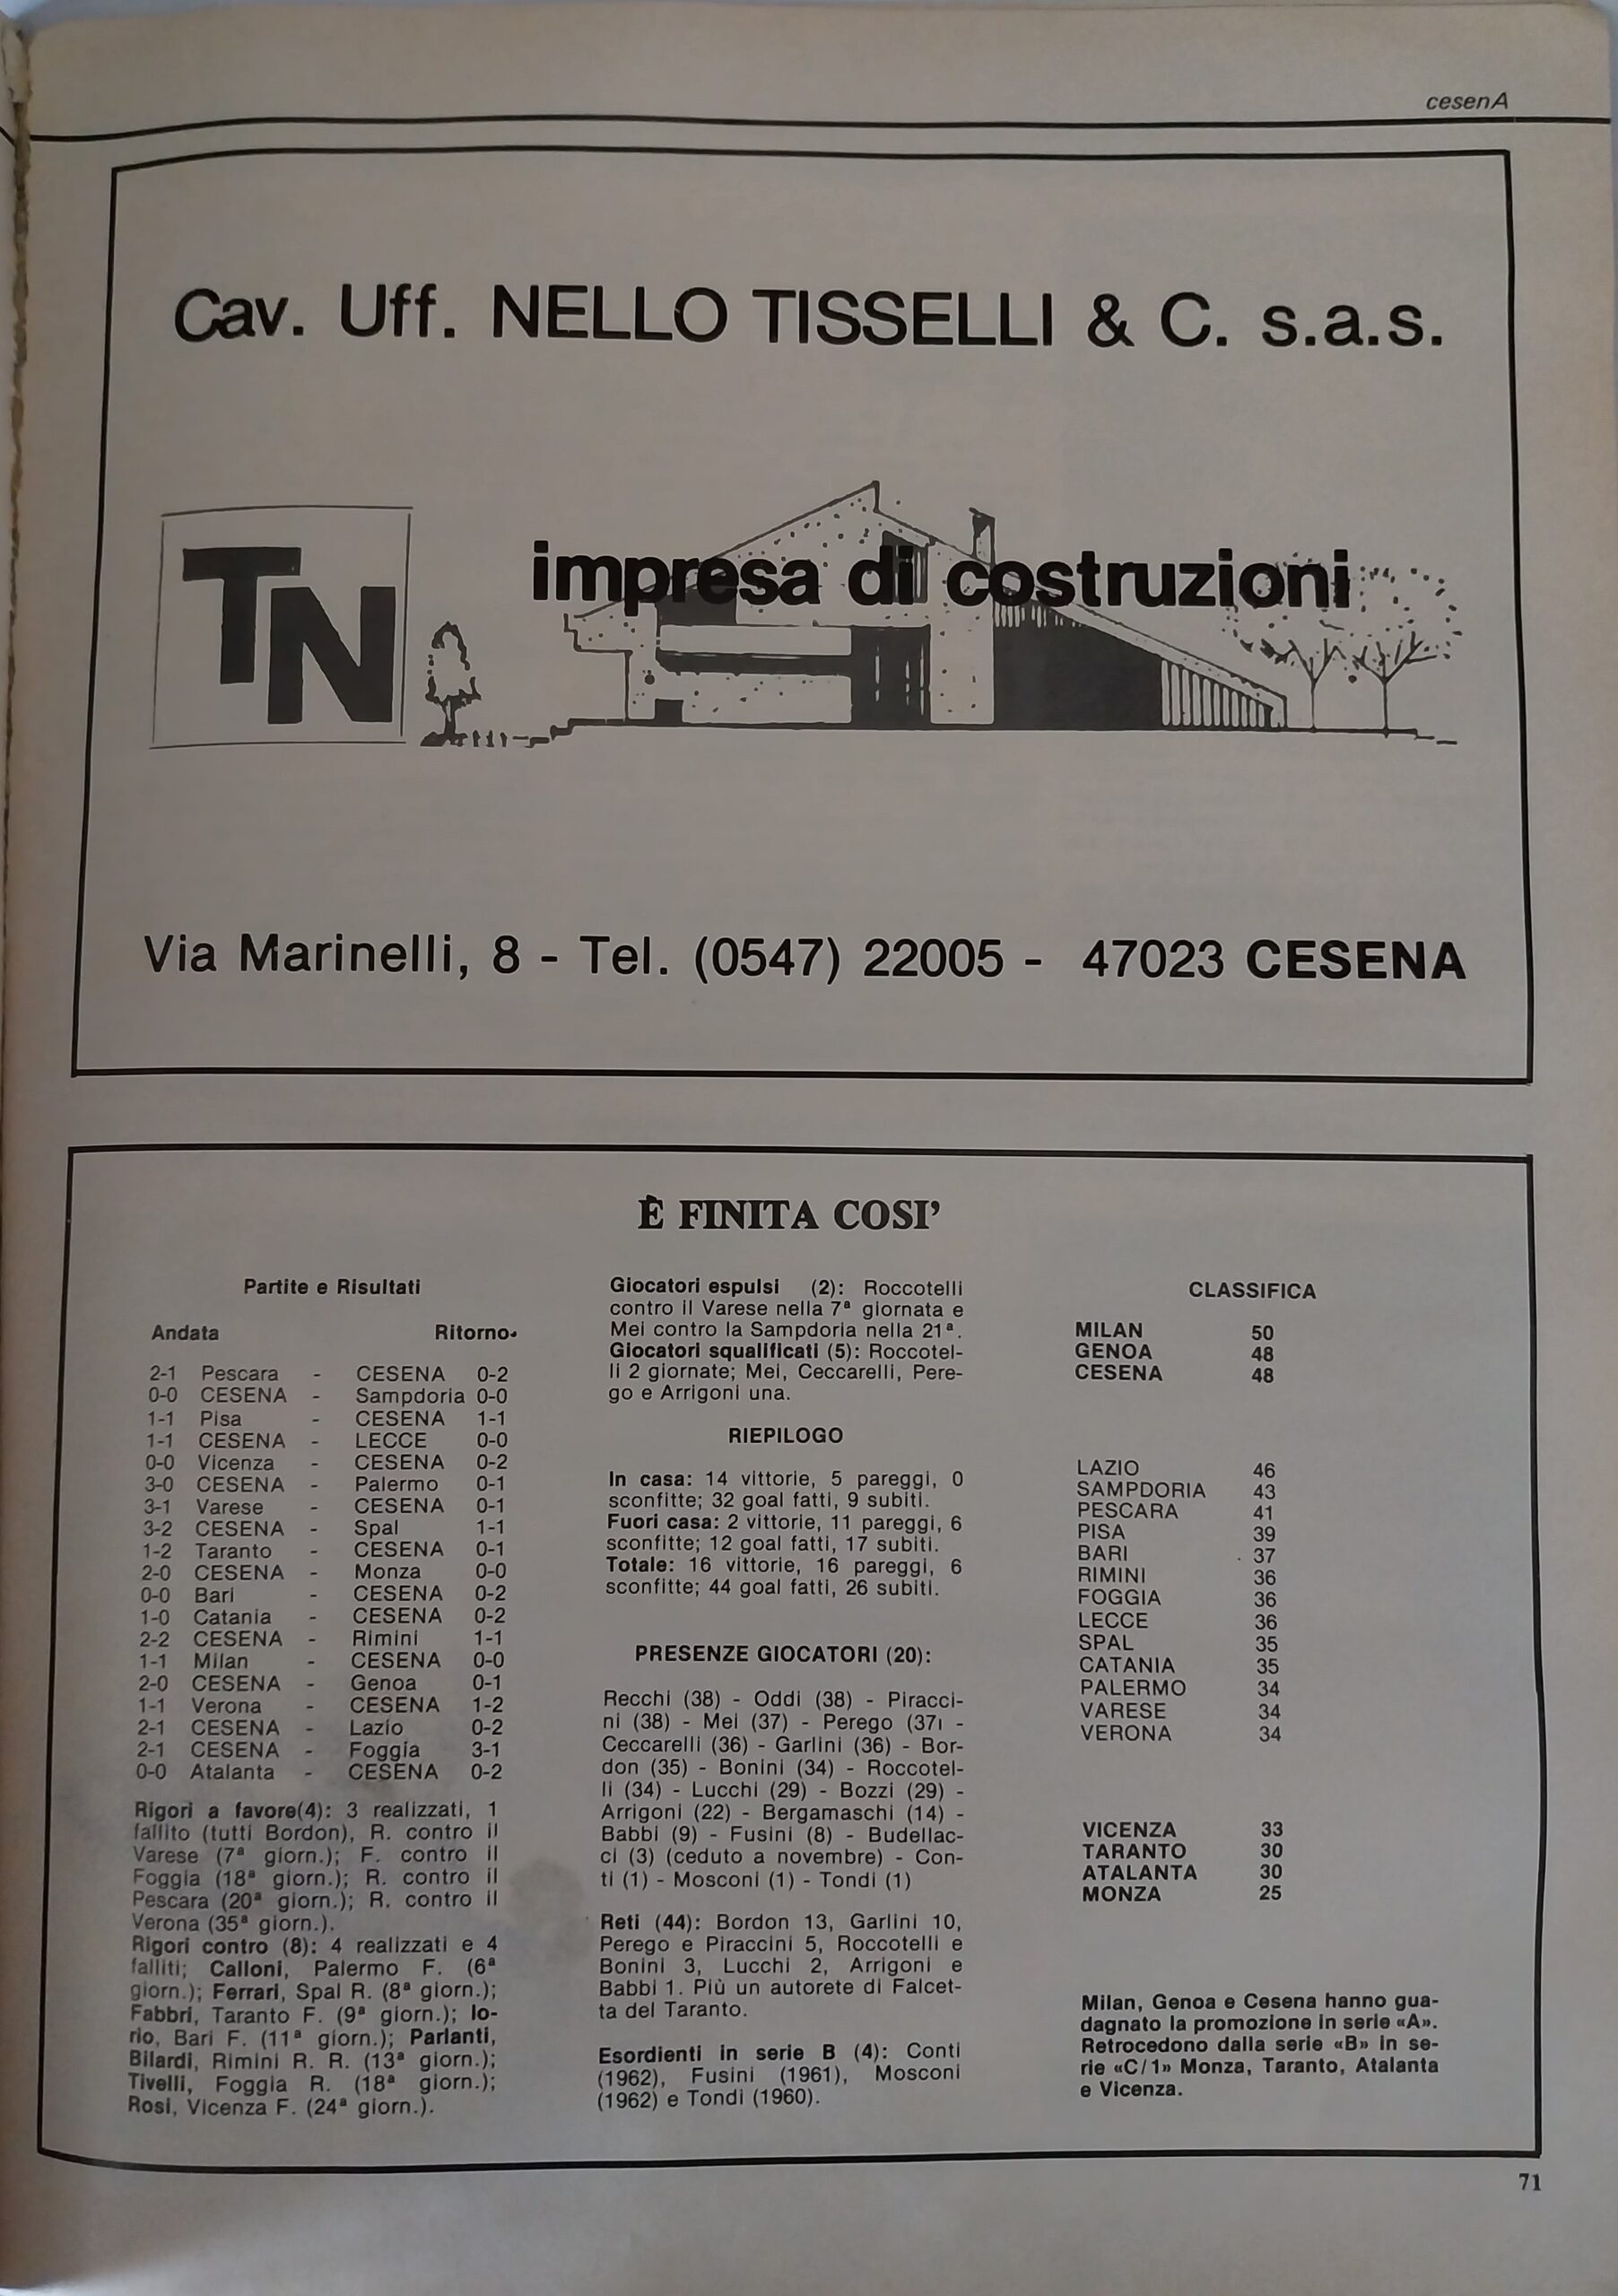 cesenA
Cav. Uff. NELLO TISSELLI & C. s.a.s.
TN
impresa di costruzioni
Via Marinelli, 8 - Tel. (0547) 22005 - 47023 CESENA
È FINITA COSI'
Partite e Risultati
Andata Ritorno
2-1 Pescara - CESENA 0-2
0-0 CESENA - Sampdoria 0-0
1-1 Pisa - CESENA 1-1
1-1 CESENA - LECCE 0-0
0-0 Vicenza - CESENA 0-2
3-0 CESENA - Palermo 0-1
3-1 Varese - CESENA 0-1
3-2 CESENA - Spal 1-1
1-2 Taranto - CESENA 0-1
2-0 CESENA - Monza 0-0
0-0 Bari - CESENA 0-2
1-0 Catania - CESENA 0-2
2-2 CESENA - Rimini 1-1
1-1 Milan - CESENA 0-0
2-0 CESENA - Genoa 0-1
1-1 Verona - CESENA 1-2
2-1 CESENA - Lazio 0-2
2-1 CESENA - Foggia 3-1
0-0 Atalanta - CESENA 0-2
Rigori a favore(4): 3 realizzati, 1
fallito (tutti Bordon), R. contro il
Varese (7ª giorn.); F. contro il
Foggia (18ª giorn.); R. contro il
Pescara (20ª giorn.); R. contro il
Verona (35ª giorn.).
Rigori contro (8): 4 realizzati e 4
falliti; Calloni, Palermo F. (6ª
giorn.); Ferrari, Spal R. (8ª giorn.);
Fabbri, Taranto F. (9ª giorn.); Io-
rio, Bari F. (11ª giorn.); Parlanti,
Bilardi, Rimini R. R. (13ª giorn.);
Tivelli, Foggia R. (18ª giorn.);
Rosi, Vicenza F. (24ª giorn.).
Giocatori espulsi (2): Roccotelli
contro il Varese nella 7ª giornata e
Mei contro la Sampdoria nella 21ª.
Giocatori squalificati (5): Roccotel-
li 2 giornate; Mei, Ceccarelli, Pere-
go e Arrigoni una.
RIEPILOGO
In casa: 14 vittorie, 5 pareggi, 0
sconfitte; 32 goal fatti, 9 subiti.
Fuori casa: 2 vittorie, 11 pareggi, 6
sconfitte; 12 goal fatti, 17 subiti.
Totale: 16 vittorie, 16 pareggi, 6
sconfitte; 44 goal fatti, 26 subiti.
PRESENZE GIOCATORI (20):
Recchi (38) - Oddi (38) - Piracci-
ni (38) - Mei (37) - Perego (37) -
Ceccarelli (36) - Garlini (36) - Bor-
don (35) - Bonini (34) - Roccotel-
li (34) - Lucchi (29) - Bozzi (29) -
Arrigoni (22) - Bergamaschi (14) -
Babbi (9) - Fusini (8) - Budellac-
ci (3) (ceduto a novembre) - Con-
ti (1) - Mosconi (1) - Tondi (1)
Reti (44): Bordon 13, Garlini 10,
Perego e Piraccini 5, Roccotelli e
Bonini 3, Lucchi 2, Arrigoni e
Babbi 1. Più un autorete di Falcet-
ta del Taranto.
Esordienti in serie B (4): Conti
(1962), Fusini (1961), Mosconi
(1962) e Tondi (1960).
CLASSIFICA
MILAN 50
GENOA 48
CESENA 48
LAZIO 46
SAMPDORIA 43
PESCARA 41
PISA 39
BARI 37
RIMINI 36
FOGGIA 36
LECCE 36
SPAL 35
CATANIA 35
PALERMO 34
VARESE 34
VERONA 34
VICENZA 33
TARANTO 30
ATALANTA 30
MONZA 25
Milan, Genoa e Cesena hanno gua-
dagnato la promozione in serie «A».
Retrocedono dalla serie «B» in se-
rie «C/1» Monza, Taranto, Atalanta
e Vicenza.
71